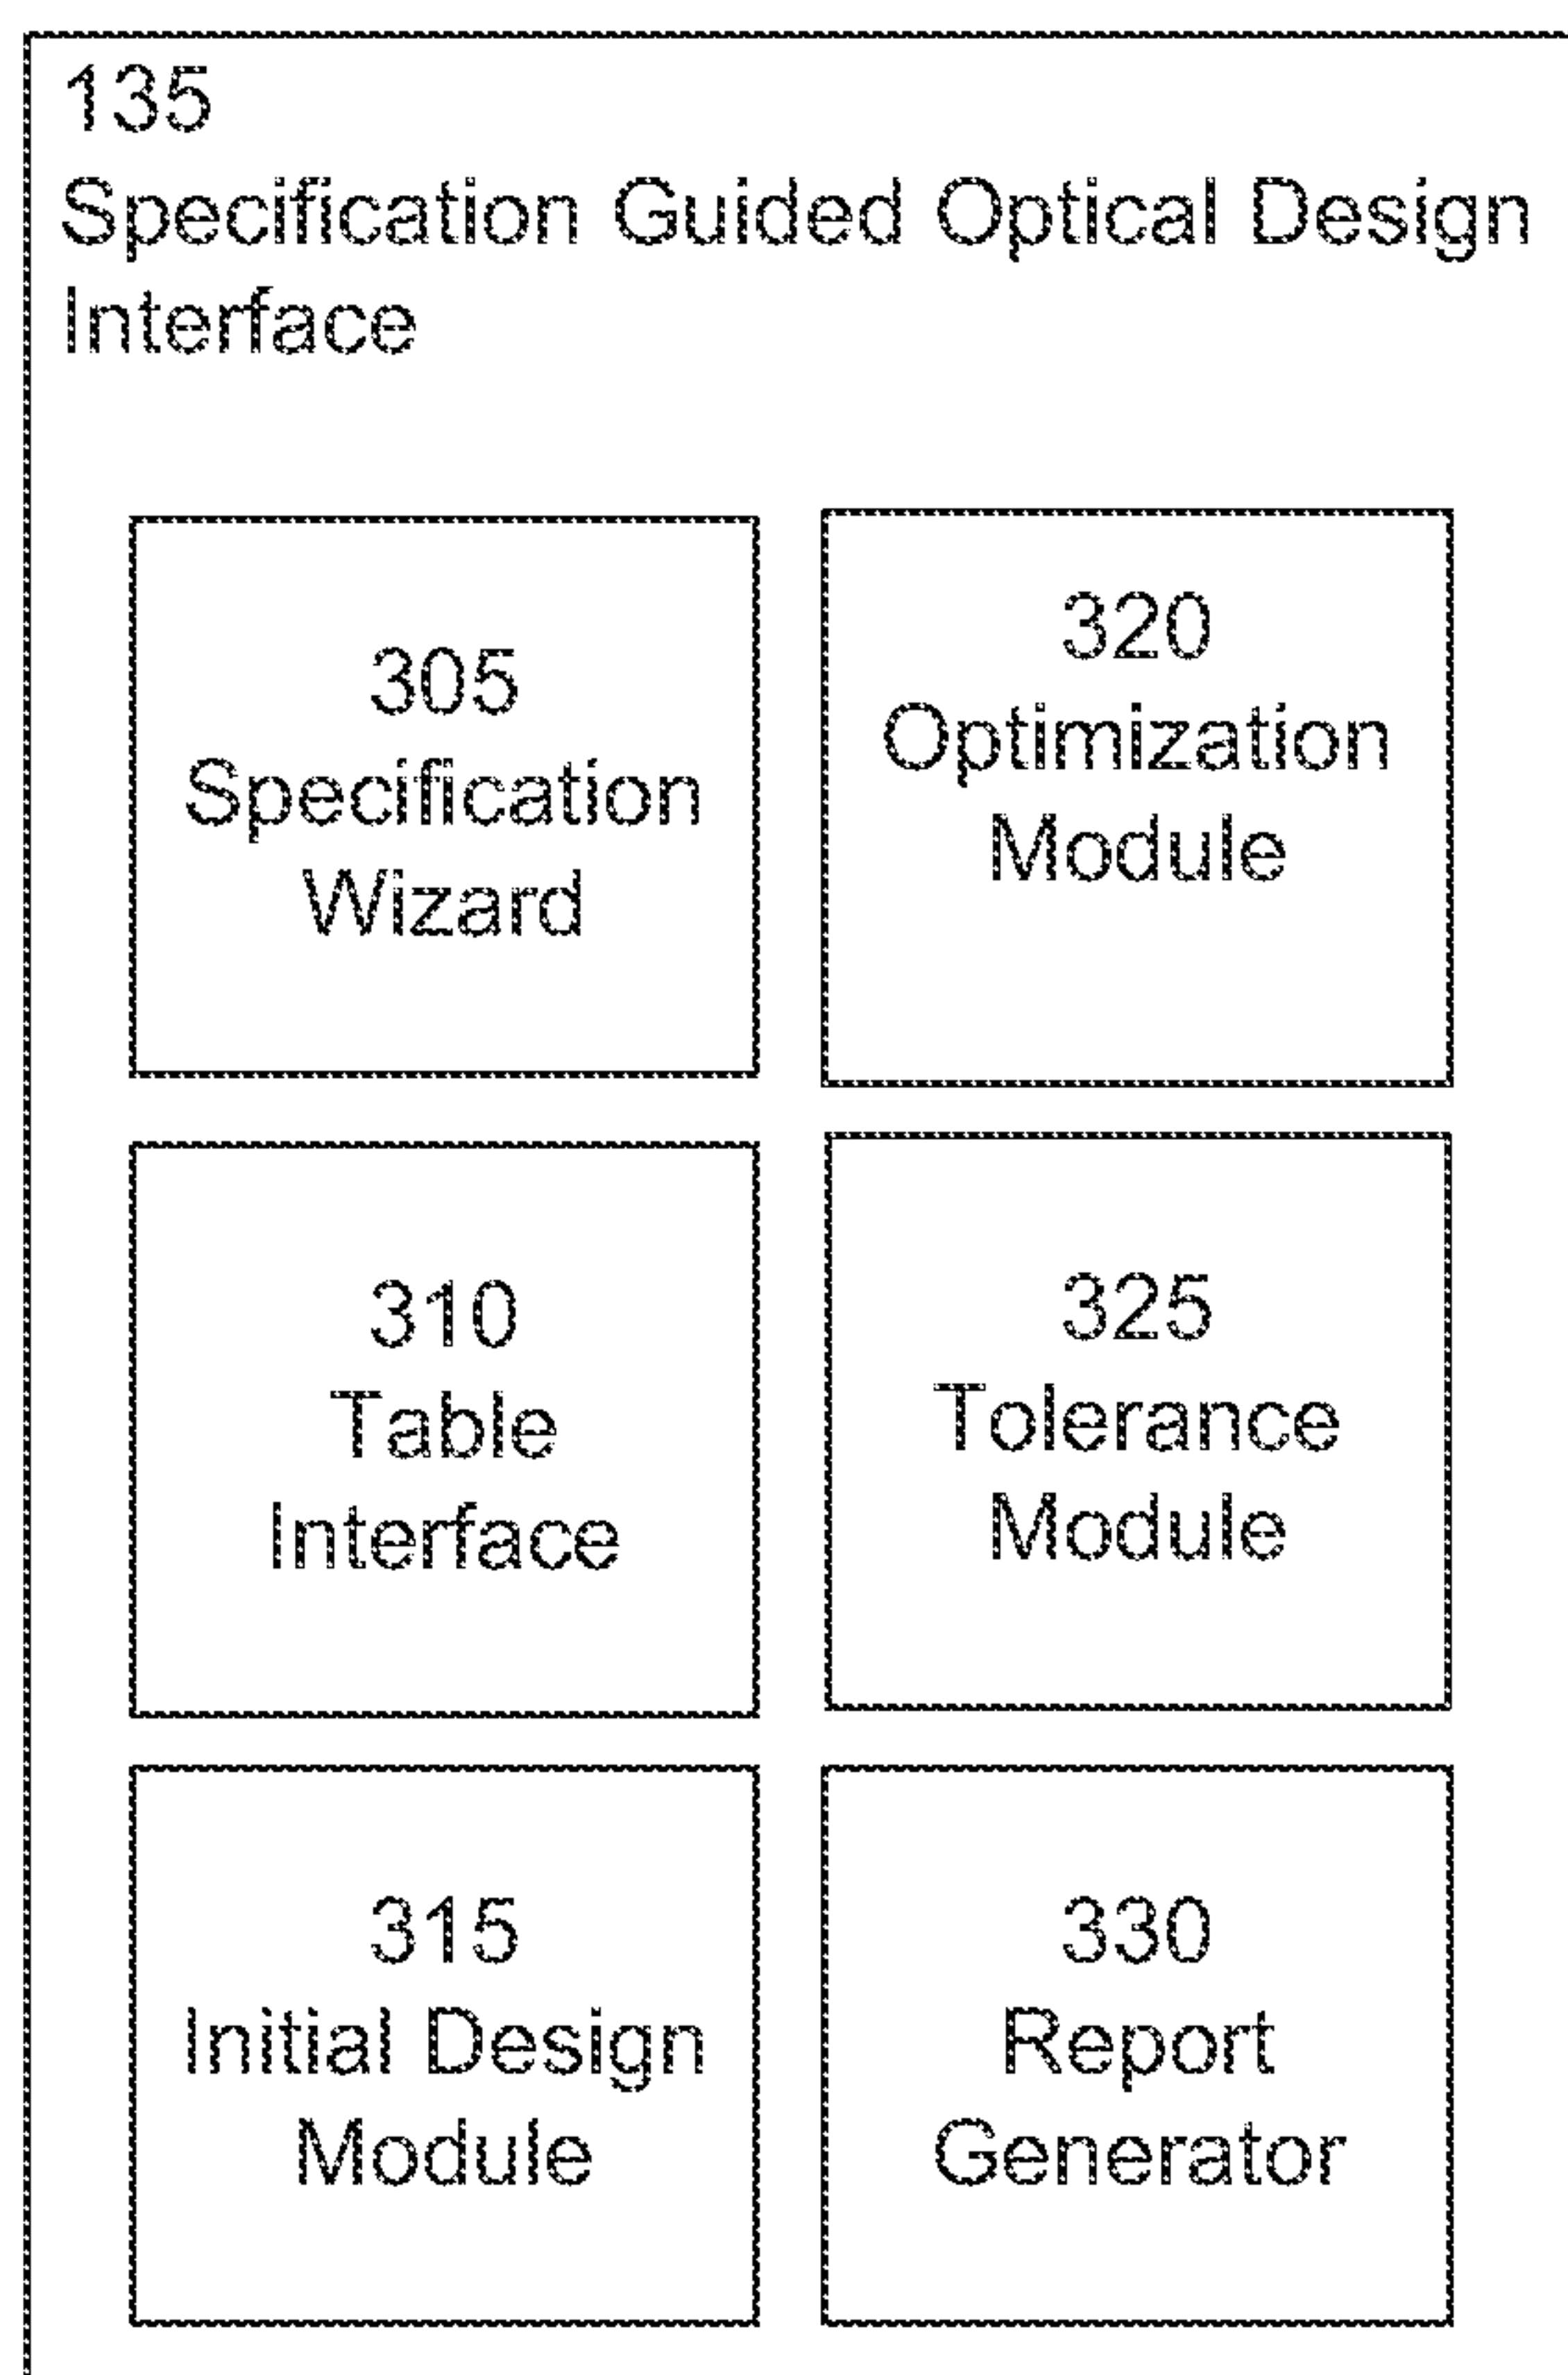 135
Specification Guided Optical Design
Interface
305
Specification
Wizard
320
Optimization
Module
310
Table
Interface
325
Tolerance
Module
315
Initial Design
Module
330
Report
Generator